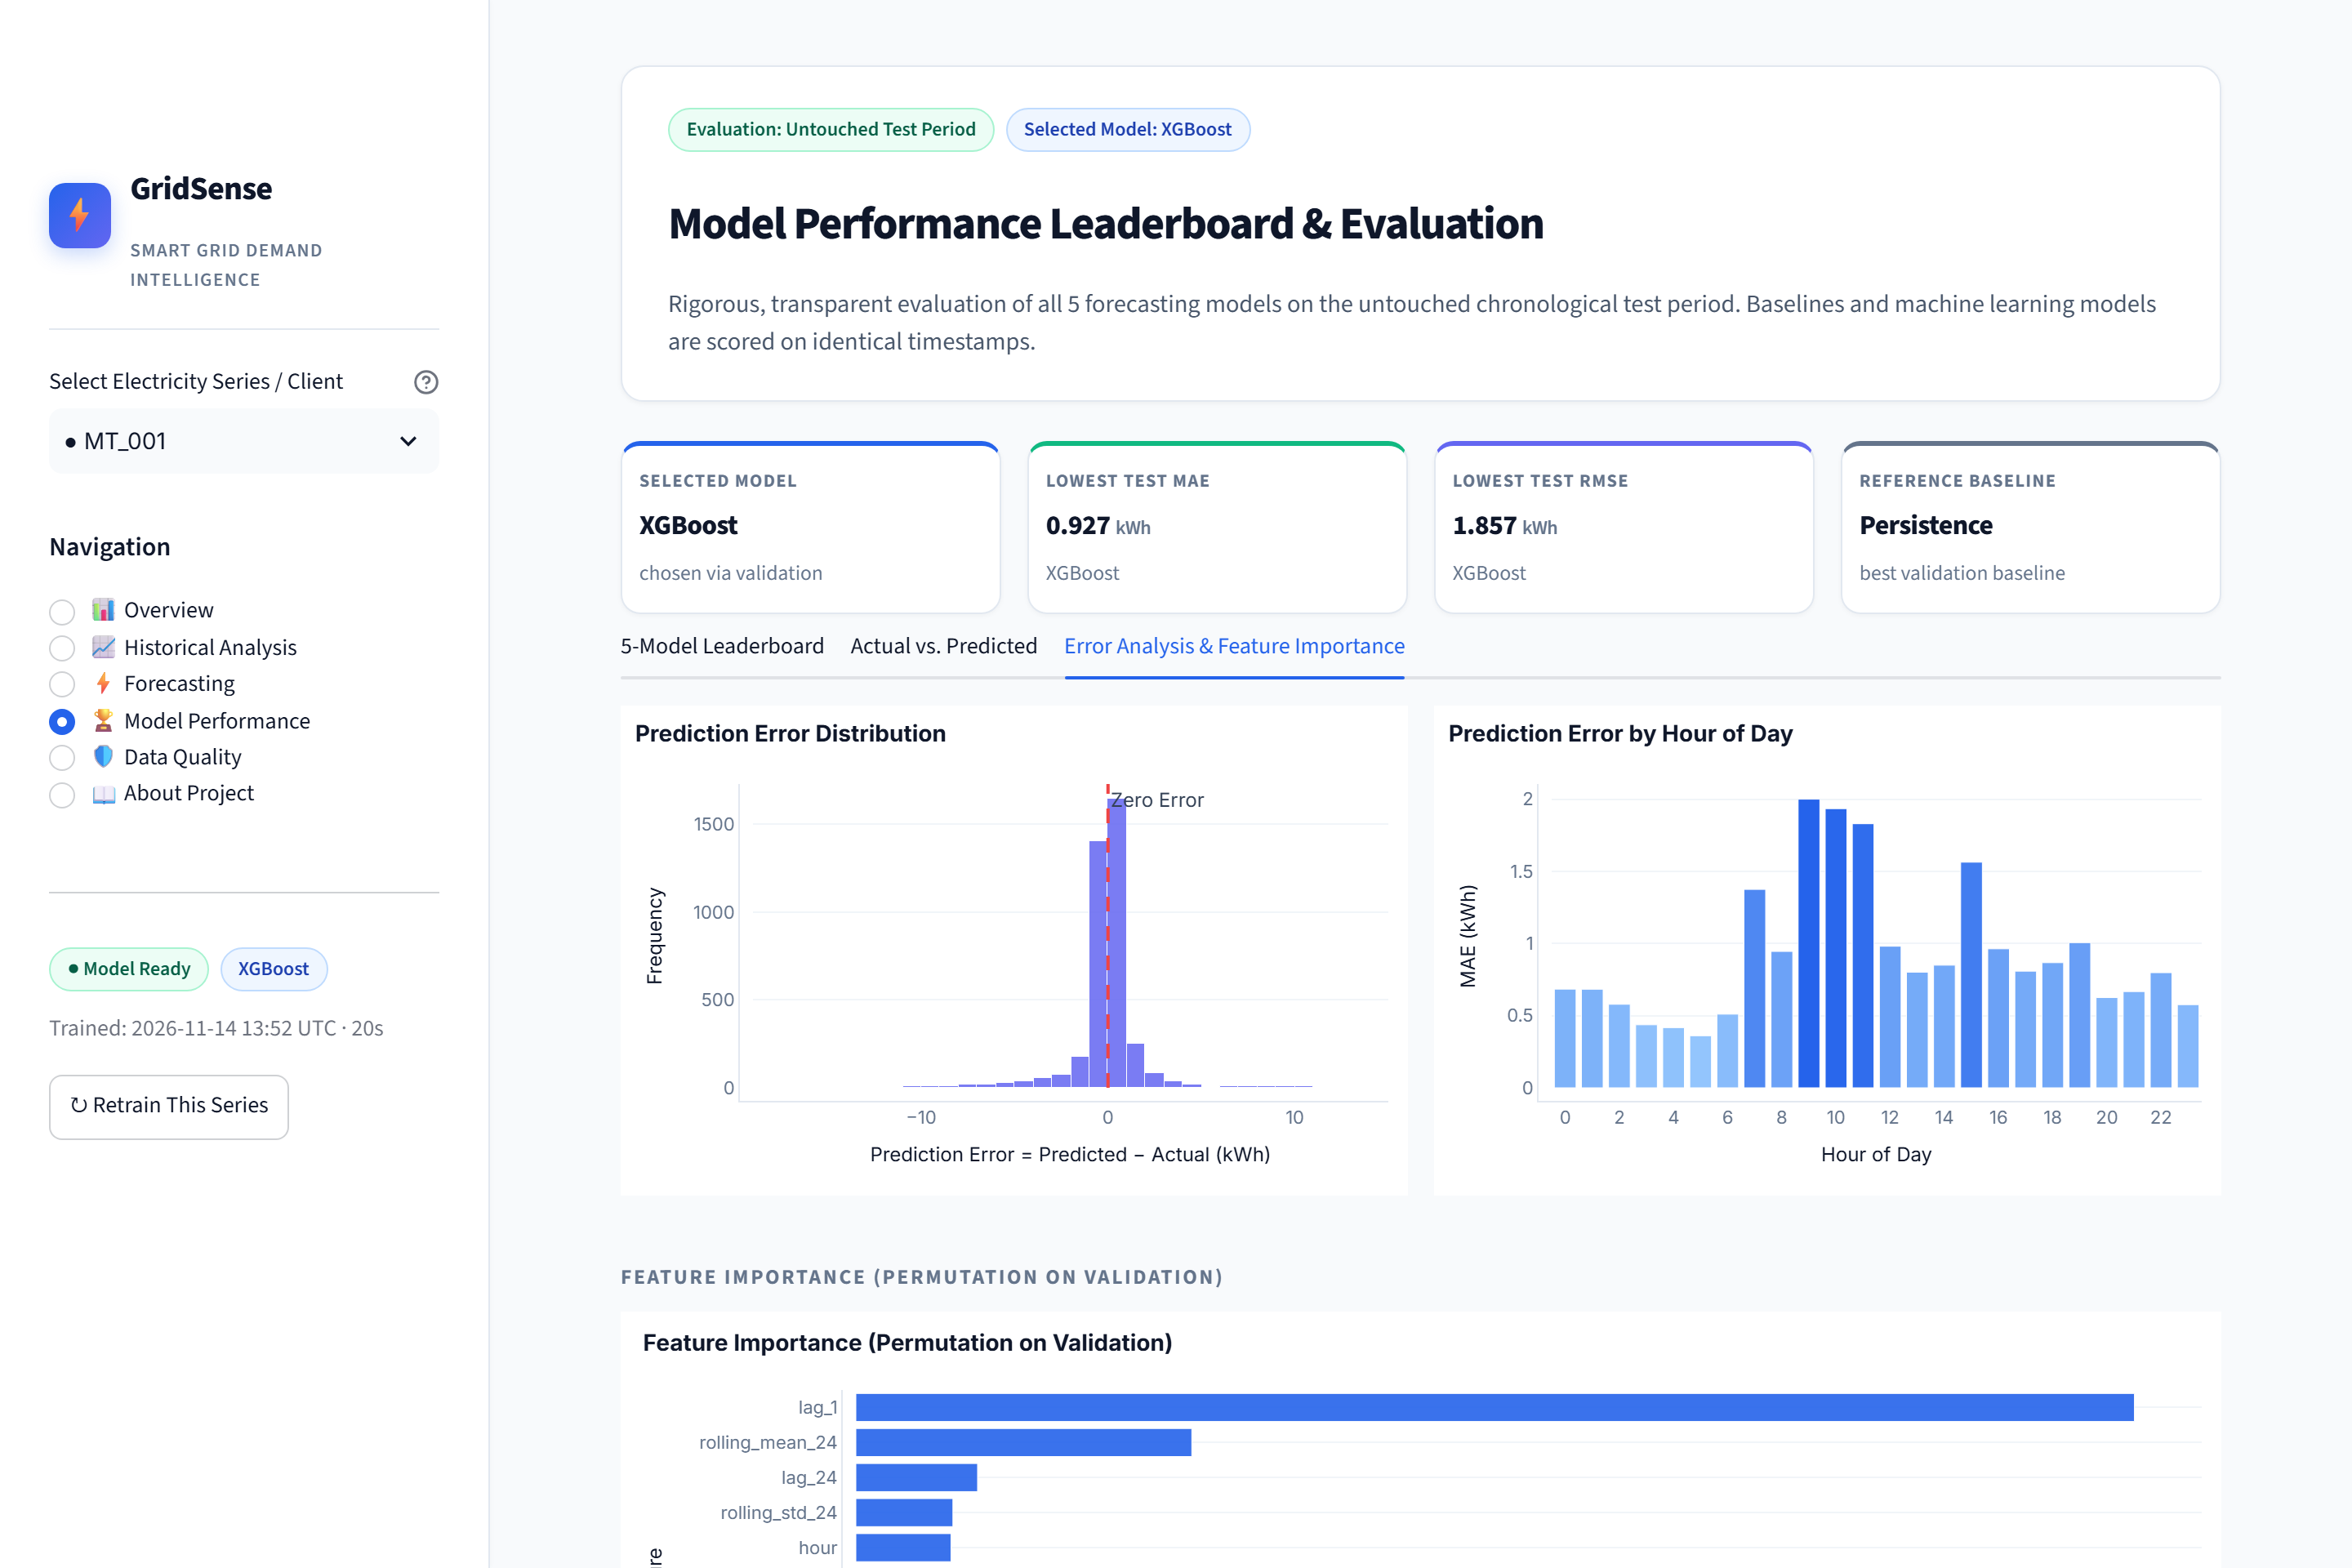 GridSense
SMART GRID DEMAND
INTELLIGENCE
Select Electricity Series / Client
● MT_001
Navigation
Overview
Historical Analysis
Forecasting
Model Performance
Data Quality
About Project
● Model Ready
XGBoost
Trained: 2026-11-14 13:52 UTC · 20s
↻ Retrain This Series
Evaluation: Untouched Test Period
Selected Model: XGBoost
Model Performance Leaderboard & Evaluation
Rigorous, transparent evaluation of all 5 forecasting models on the untouched chronological test period. Baselines and machine learning models
are scored on identical timestamps.
SELECTED MODEL
XGBoost
chosen via validation
LOWEST TEST MAE
0.927 kWh
XGBoost
LOWEST TEST RMSE
1.857 kWh
XGBoost
REFERENCE BASELINE
Persistence
best validation baseline
5-Model Leaderboard
Actual vs. Predicted
Error Analysis & Feature Importance
Prediction Error Distribution
Zero Error
1500
1000
500
0
Frequency
−10 0 10
Prediction Error = Predicted − Actual (kWh)
Prediction Error by Hour of Day
2
1.5
1
0.5
0
MAE (kWh)
0 2 4 6 8 10 12 14 16 18 20 22
Hour of Day
FEATURE IMPORTANCE (PERMUTATION ON VALIDATION)
Feature Importance (Permutation on Validation)
lag_1
rolling_mean_24
lag_24
rolling_std_24
hour